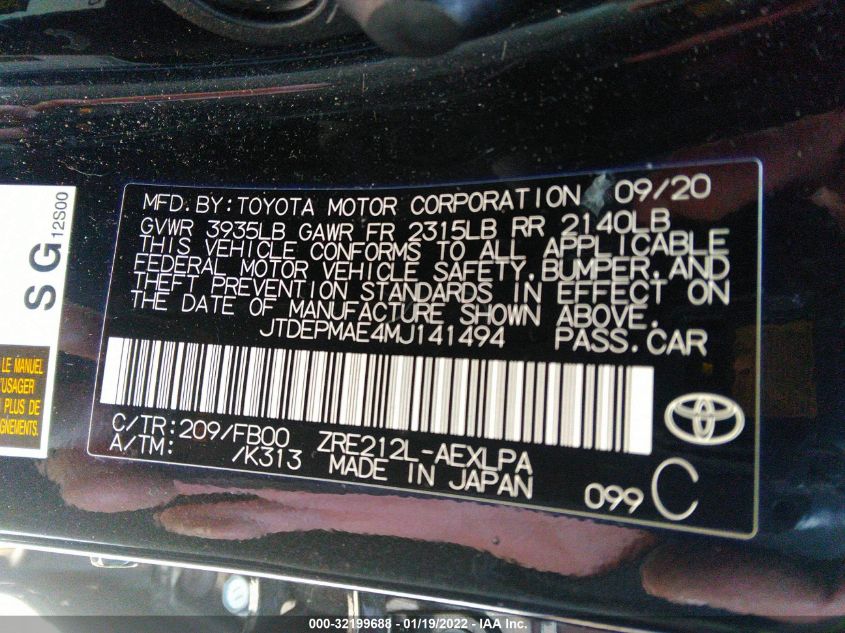 MFD. BY: TOYOTA MOTOR CORPORATION 09/20
GVWR 3935LB GAWR FR 2315LB RR 2140LB
THIS VEHICLE CONFORMS TO ALL APPLICABLE
FEDERAL MOTOR VEHICLE SAFETY, BUMPER, AND
THEFT PREVENTION STANDARDS IN EFFECT ON
THE DATE OF MANUFACTURE SHOWN ABOVE.
JTDEPMAE4MJ141494 PASS.CAR
C/TR: 209/FB00 ZRE212L-AEXLPA
A/TM: /K313 MADE IN JAPAN
099 C
SG 12S00
LE MANUEL
USAGER
PLUS DE
GNEMENTS.
000-32199688 - 01/19/2022 - IAA Inc.